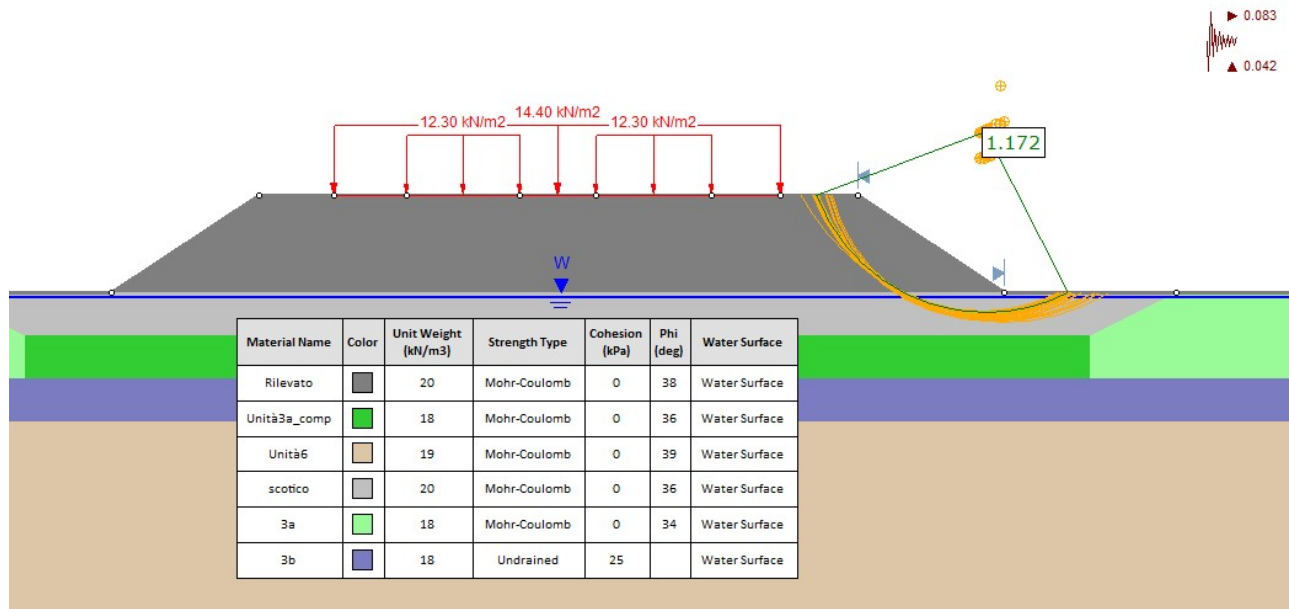 0.083
0.042
14.40 kN/m2
12.30 kN/m2
12.30 kN/m2
1.172
W
Material Name Color Unit Weight (kN/m3) Strength Type Cohesion (kPa) Phi (deg) Water Surface
Rilevato 20 Mohr-Coulomb 0 38 Water Surface
Unità3a_comp 18 Mohr-Coulomb 0 36 Water Surface
Unità6 19 Mohr-Coulomb 0 39 Water Surface
scotico 20 Mohr-Coulomb 0 36 Water Surface
3a 18 Mohr-Coulomb 0 34 Water Surface
3b 18 Undrained 25 Water Surface